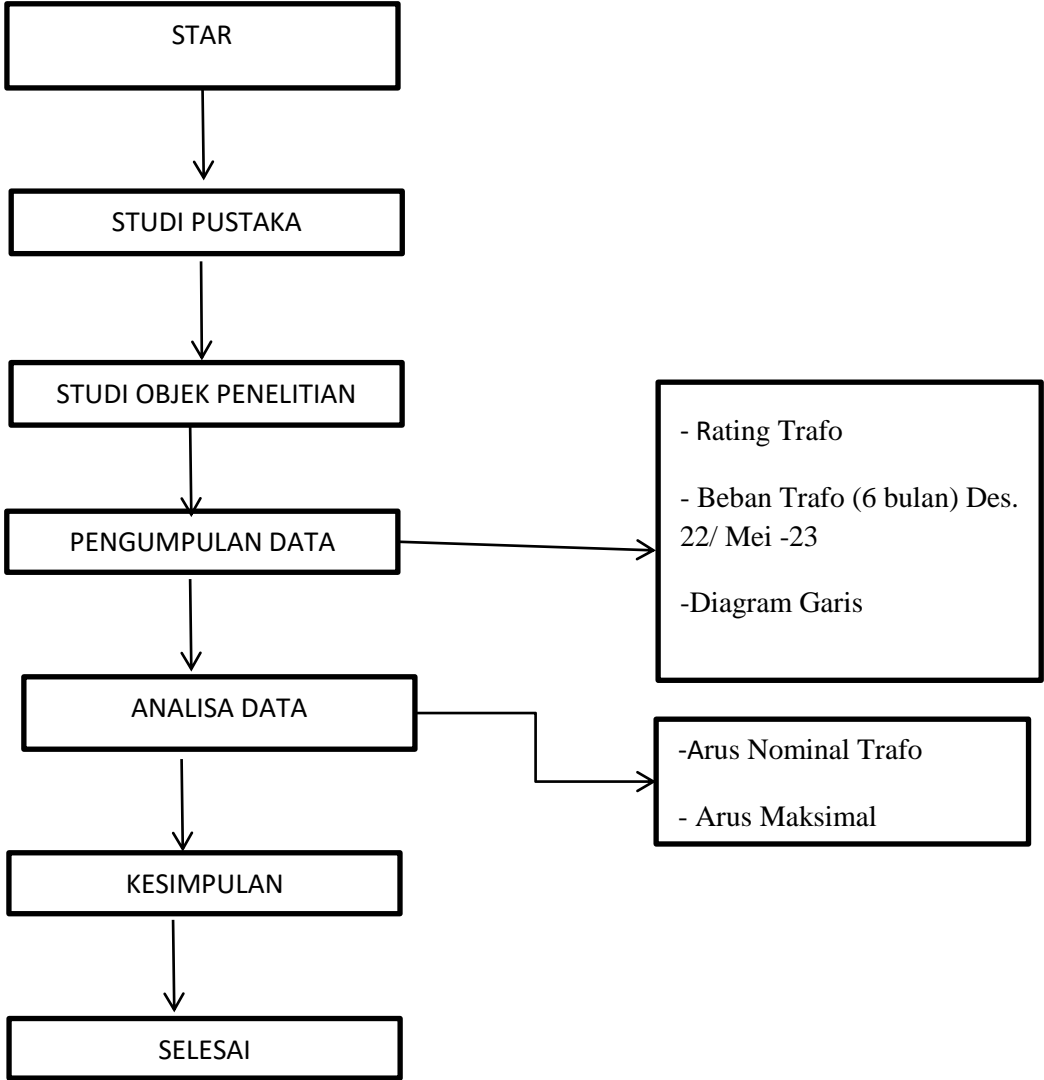 STAR
STUDI PUSTAKA
STUDI OBJEK PENELITIAN
PENGUMPULAN DATA
- Rating Trafo
- Beban Trafo (6 bulan) Des.
22/ Mei -23
-Diagram Garis
ANALISA DATA
-Arus Nominal Trafo
- Arus Maksimal
KESIMPULAN
SELESAI